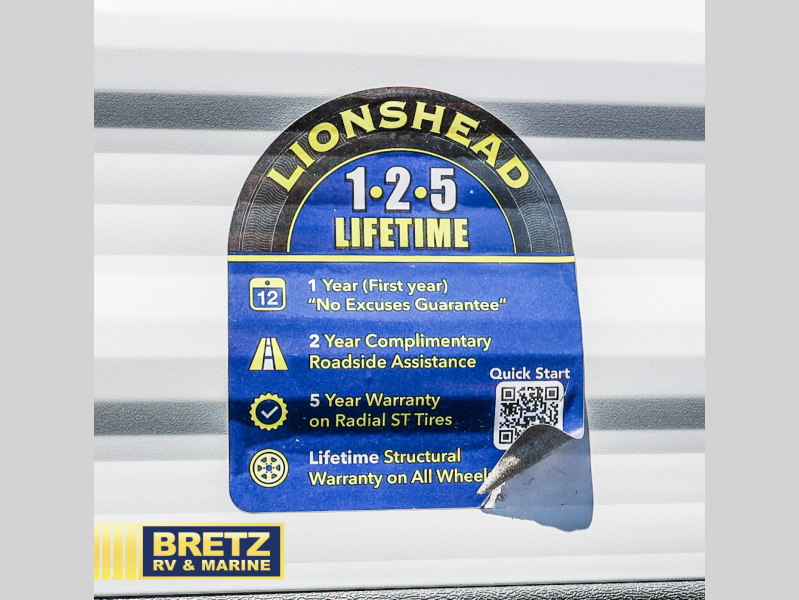 LIONSHEAD
1•2•5
LIFETIME
12
1 Year (First year)
"No Excuses Guarantee"
2 Year Complimentary
Roadside Assistance
Quick Start
5 Year Warranty
on Radial ST Tires
Lifetime Structural
Warranty on All Wheel
BRETZ
RV & MARINE